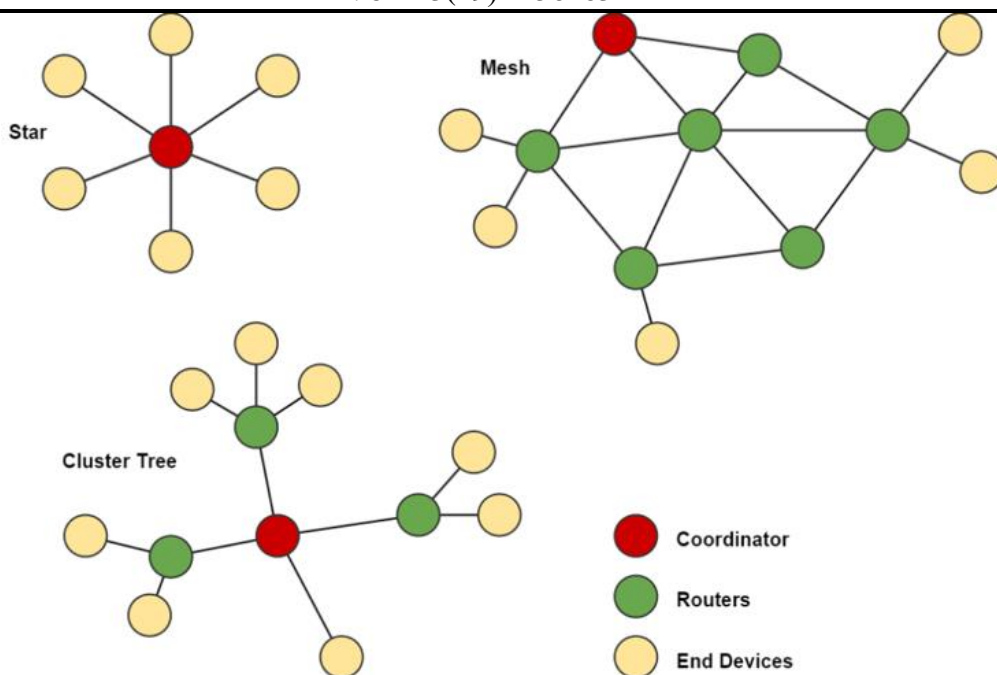 Star
Mesh
Cluster Tree
Coordinator
Routers
End Devices